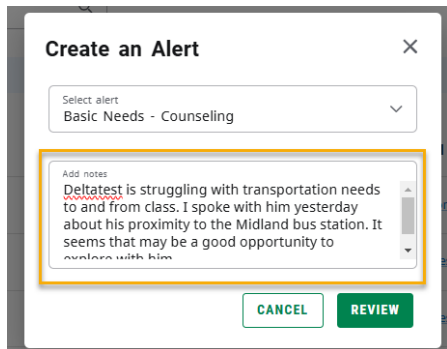 Create an Alert
Select alert
Basic Needs - Counseling
Add notes
Deltatest is struggling with transportation needs
to and from class. I spoke with him yesterday
about his proximity to the Midland bus station. It
seems that may be a good opportunity to
explore with him
CANCEL
REVIEW